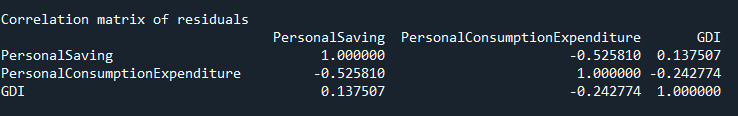 Correlation matrix of residuals
PersonalSaving PersonalConsumptionExpenditure GDI
PersonalSaving 1.000000 -0.525810 0.137507
PersonalConsumptionExpenditure -0.525810 1.000000 -0.242774
GDI 0.137507 -0.242774 1.000000